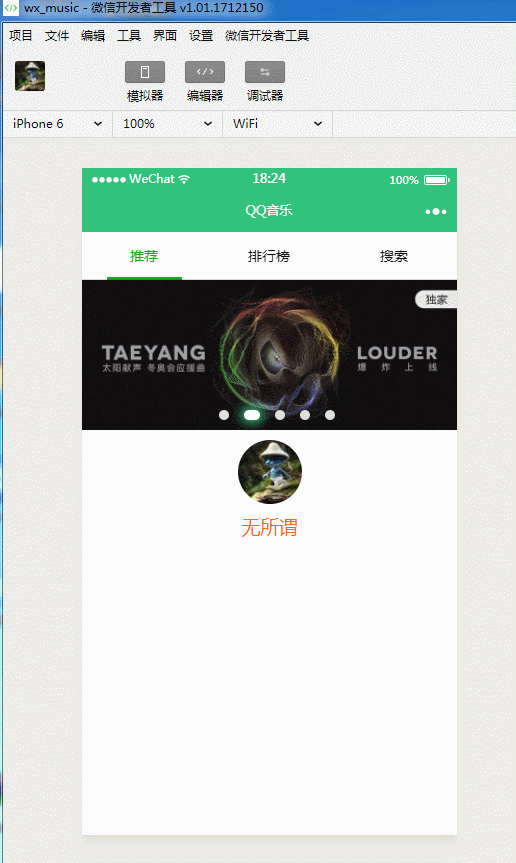 wx_music - 微信开发者工具 v1.01.1712150
项目 文件 编辑 工具 界面 设置 微信开发者工具
模拟器 编辑器 调试器
iPhone 6 100% WiFi
WeChat 18:24 100%
QQ音乐
推荐 排行榜 搜索
独家
TAEYANG LOUDER
太阳献声 冬奥会应援曲 爆炸上线
无所谓